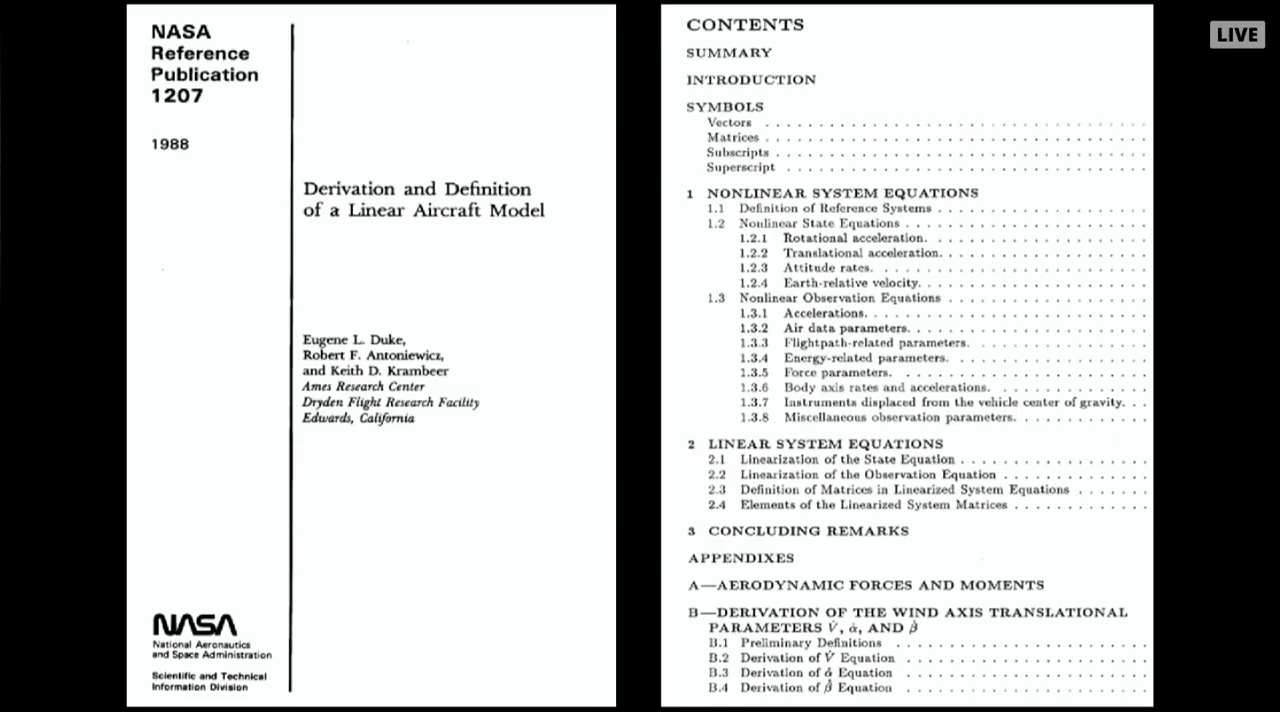 NASA
Reference
Publication
1207
1988
Derivation and Definition
of a Linear Aircraft Model
Eugene L. Duke,
Robert F. Antoniewicz,
and Keith D. Krambeer
Ames Research Center
Dryden Flight Research Facility
Edwards, California
NASA
National Aeronautics
and Space Administration
Scientific and Technical
Information Division
CONTENTS
SUMMARY
INTRODUCTION
SYMBOLS
Vectors . . . . . . . . . . . . . . . . . . . . . . . . . . . . . .
Matrices . . . . . . . . . . . . . . . . . . . . . . . . . . . . . .
Subscripts . . . . . . . . . . . . . . . . . . . . . . . . . . . . .
Superscript . . . . . . . . . . . . . . . . . . . . . . . . . . . .
1 NONLINEAR SYSTEM EQUATIONS
1.1 Definition of Reference Systems . . . . . . . . . . . . . . . . .
1.2 Nonlinear State Equations . . . . . . . . . . . . . . . . . . . .
1.2.1 Rotational acceleration. . . . . . . . . . . . . . . . . . .
1.2.2 Translational acceleration. . . . . . . . . . . . . . . . . .
1.2.3 Attitude rates. . . . . . . . . . . . . . . . . . . . . . .
1.2.4 Earth-relative velocity. . . . . . . . . . . . . . . . . . .
1.3 Nonlinear Observation Equations . . . . . . . . . . . . . . . . .
1.3.1 Accelerations. . . . . . . . . . . . . . . . . . . . . . .
1.3.2 Air data parameters. . . . . . . . . . . . . . . . . . . .
1.3.3 Flightpath-related parameters. . . . . . . . . . . . . . . .
1.3.4 Energy-related parameters. . . . . . . . . . . . . . . . .
1.3.5 Force parameters. . . . . . . . . . . . . . . . . . . . .
1.3.6 Body axis rates and accelerations. . . . . . . . . . . . . .
1.3.7 Instruments displaced from the vehicle center of gravity. . .
1.3.8 Miscellaneous observation parameters. . . . . . . . . . . .
2 LINEAR SYSTEM EQUATIONS
2.1 Linearization of the State Equation . . . . . . . . . . . . . . .
2.2 Linearization of the Observation Equation . . . . . . . . . . . .
2.3 Definition of Matrices in Linearized System Equations . . . . . .
2.4 Elements of the Linearized System Matrices . . . . . . . . . . .
3 CONCLUDING REMARKS
APPENDIXES
A—AERODYNAMIC FORCES AND MOMENTS
B—DERIVATION OF THE WIND AXIS TRANSLATIONAL
PARAMETERS V̇, α̇, AND β̇
B.1 Preliminary Definitions . . . . . . . . . . . . . . . . . . . .
B.2 Derivation of V̇ Equation . . . . . . . . . . . . . . . . . . .
B.3 Derivation of α̇ Equation . . . . . . . . . . . . . . . . . . .
B.4 Derivation of β̇ Equation . . . . . . . . . . . . . . . . . . .
LIVE